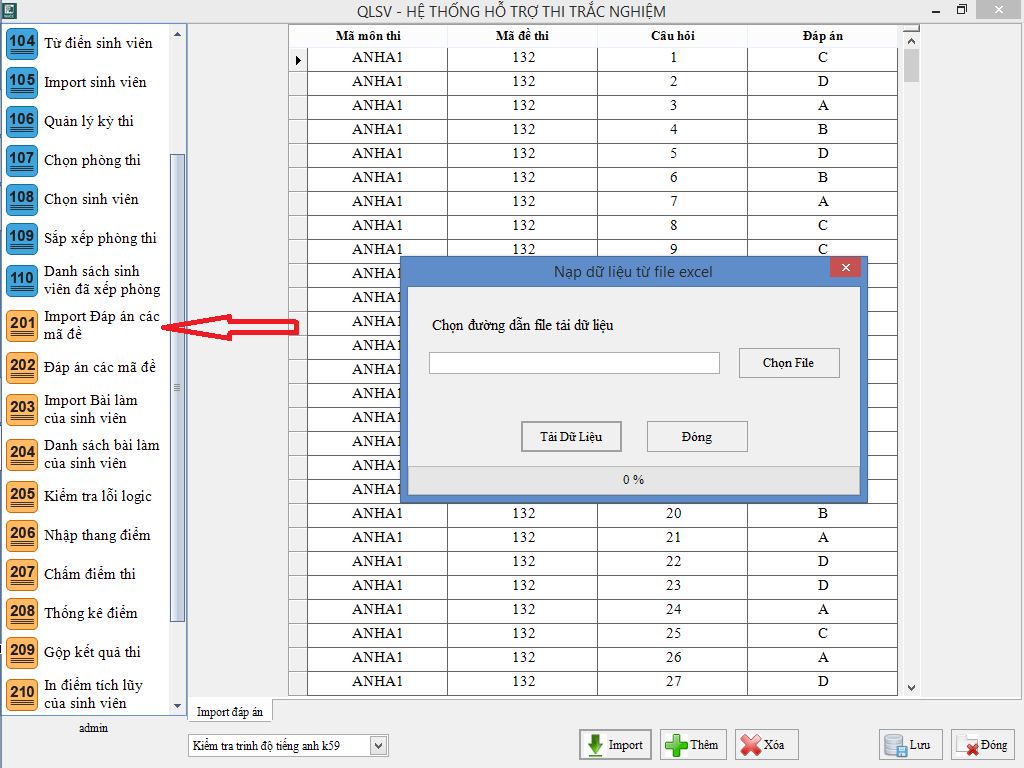 QLSV - HỆ THỐNG HỖ TRỢ THI TRẮC NGHIỆM
104 Từ điển sinh viên
105 Import sinh viên
106 Quản lý kỳ thi
107 Chọn phòng thi
108 Chọn sinh viên
109 Sắp xếp phòng thi
110 Danh sách sinh
viên đã xếp phòng
201 Import Đáp án các
mã đề
202 Đáp án các mã đề
203 Import Bài làm
của sinh viên
204 Danh sách bài làm
của sinh viên
205 Kiểm tra lỗi logic
206 Nhập thang điểm
207 Chấm điểm thi
208 Thống kê điểm
209 Gộp kết quả thi
210 In điểm tích lũy
của sinh viên
admin
Mã môn thi Mã đề thi Câu hỏi Đáp án
ANHA1 132 1 C
ANHA1 132 2 D
ANHA1 132 3 A
ANHA1 132 4 B
ANHA1 132 5 D
ANHA1 132 6 B
ANHA1 132 7 A
ANHA1 132 8 C
ANHA1 132 9 C
ANHA1
ANHA1
ANHA1
ANHA1
ANHA1
ANHA1
ANHA1
ANHA1
ANHA1
ANHA1
ANHA1 132 20 B
ANHA1 132 21 A
ANHA1 132 22 D
ANHA1 132 23 D
ANHA1 132 24 A
ANHA1 132 25 C
ANHA1 132 26 A
ANHA1 132 27 D
Nạp dữ liệu từ file excel
Chọn đường dẫn file tải dữ liệu
Chọn File
Tải Dữ Liệu Đóng
0 %
Import đáp án
Kiểm tra trình độ tiếng anh k59
Import Thêm Xóa Lưu Đóng